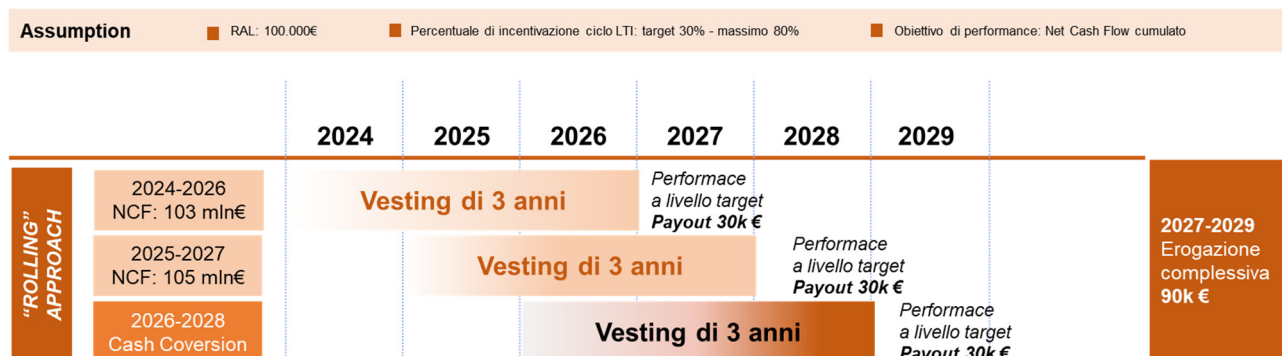 Assumption
RAL: 100.000€
Percentuale di incentivazione ciclo LTI: target 30% - massimo 80%
Obiettivo di performance: Net Cash Flow cumulato
2024 2025 2026 2027 2028 2029
"ROLLING"
APPROACH
2024-2026
NCF: 103 mln€
Vesting di 3 anni
Performace
a livello target
Payout 30k €
2025-2027
NCF: 105 mln€
Vesting di 3 anni
Performace
a livello target
Payout 30k €
2026-2028
Cash Coversion
Vesting di 3 anni
Performace
a livello target
Payout 30k €
2027-2029
Erogazione
complessiva
90k €